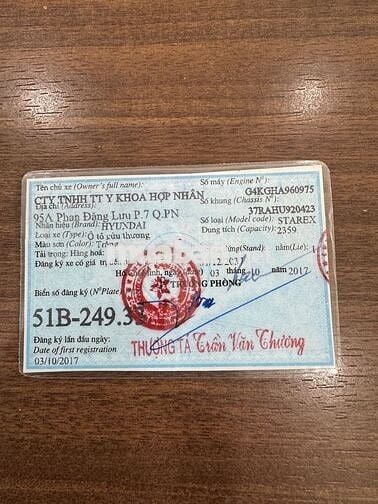 Tên chủ xe (Owner's full name): Số máy (Engine N°): G4KGHA960975
CTY TNHH TT Y KHOA HỢP NHÂN Số khung (Chassis N°):
Địa chỉ (Address): 37RAHU920423
95A Phan Đăng Lưu P.7 Q.PN Số loại (Model code): STAREX
Nhãn hiệu (Brand): HYUNDAI Dung tích (Capacity): 2359
Loại xe (Type): Ô tô cứu thương
Màu sơn (Color): (Stand) năm(Lie):
Tải trọng: Hàng hoá:
Đăng ký xe có giá trị
03 tháng 2017
Biển số đăng ký (N°Plate) TRƯỞNG PHÒNG
51B-249.3
Đăng ký lần đầu ngày:
Date of first registration
03/10/2017
THƯỢNG TÁ Trần Văn Thương